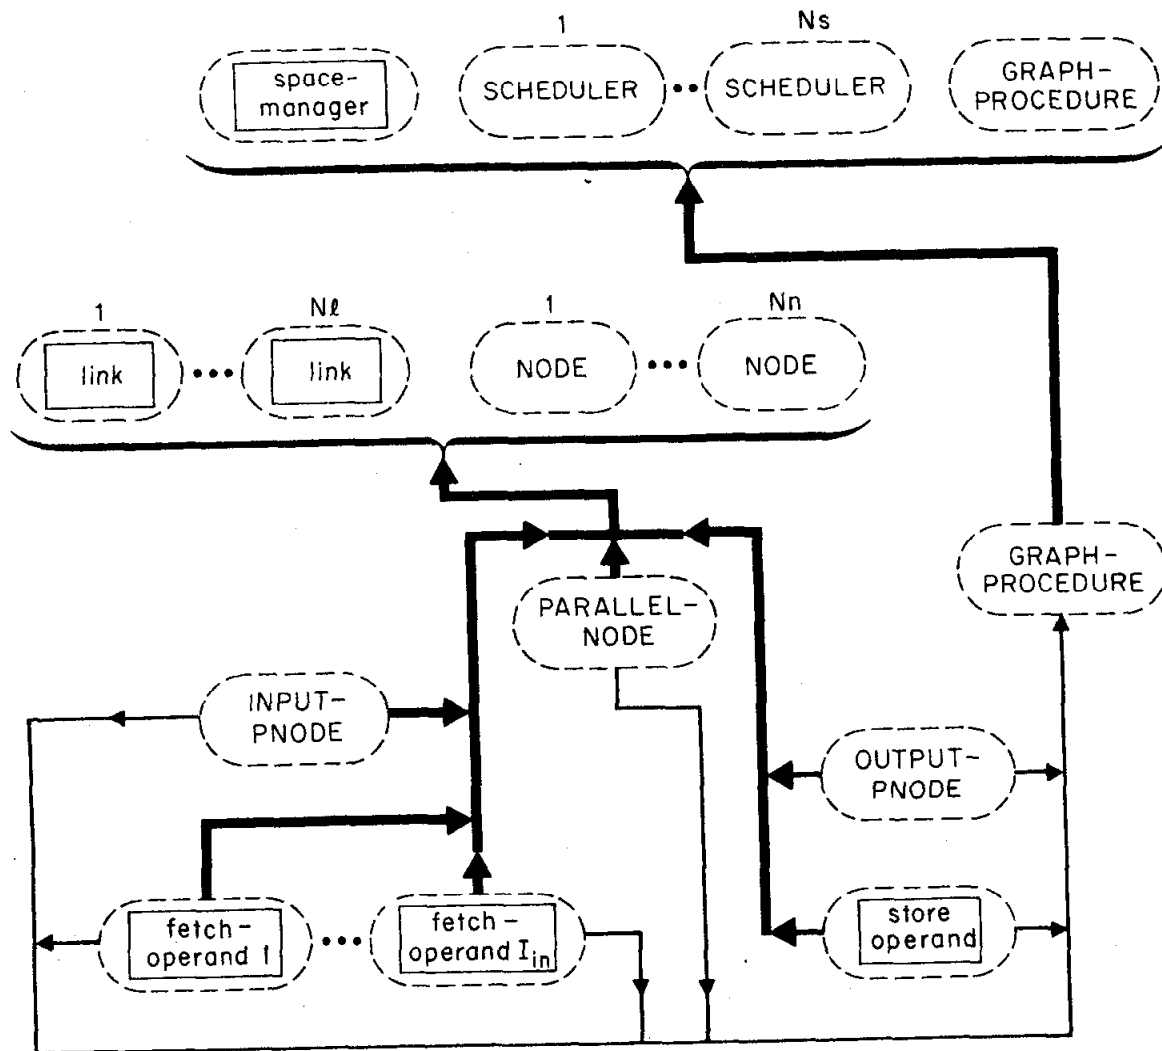 1
Ns
space-
manager
SCHEDULER
SCHEDULER
GRAPH-
PROCEDURE
1
Nℓ
1
Nn
link
link
NODE
NODE
PARALLEL-
NODE
GRAPH-
PROCEDURE
INPUT-
PNODE
OUTPUT-
PNODE
fetch-
operand 1
fetch-
operand I_in
store
operand